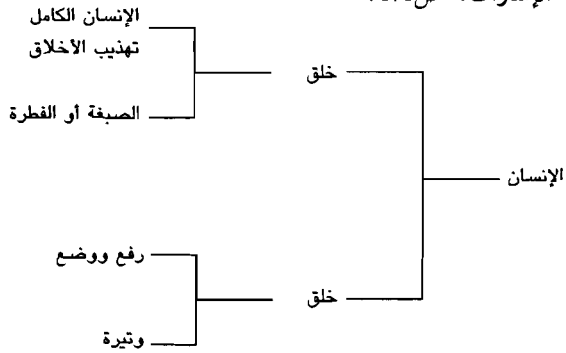 الإنسان الكامل
تهذيب الأخلاق
خلق
الصبغة أو الفطرة
الإنسان
رفع ووضع
خلق
وتيرة